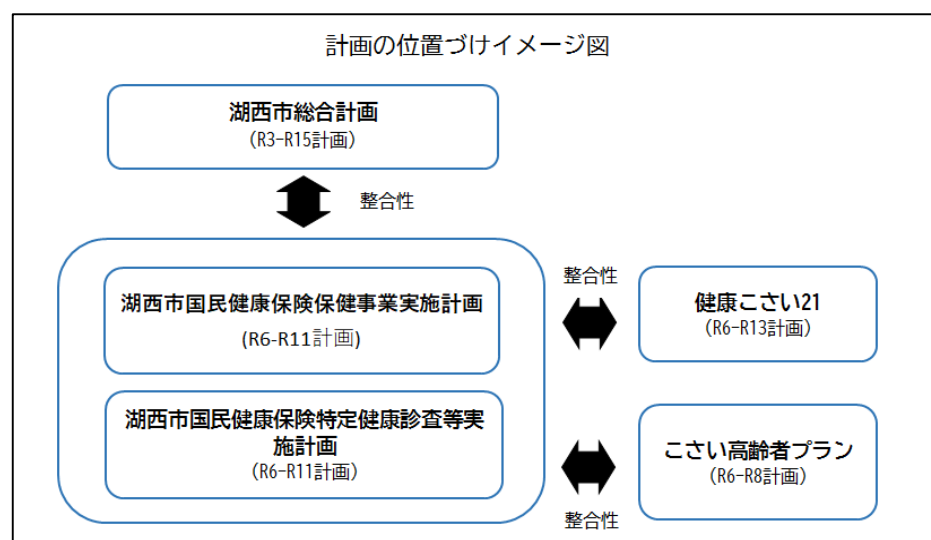 計画の位置づけイメージ図
湖西市総合計画
(R3-R15計画)
整合性
湖西市国民健康保険保健事業実施計画
(R6-R11計画)
整合性
健康こさい21
(R6-R13計画)
湖西市国民健康保険特定健康診査等実
施計画
(R6-R11計画)
整合性
こさい高齢者プラン
(R6-R8計画)